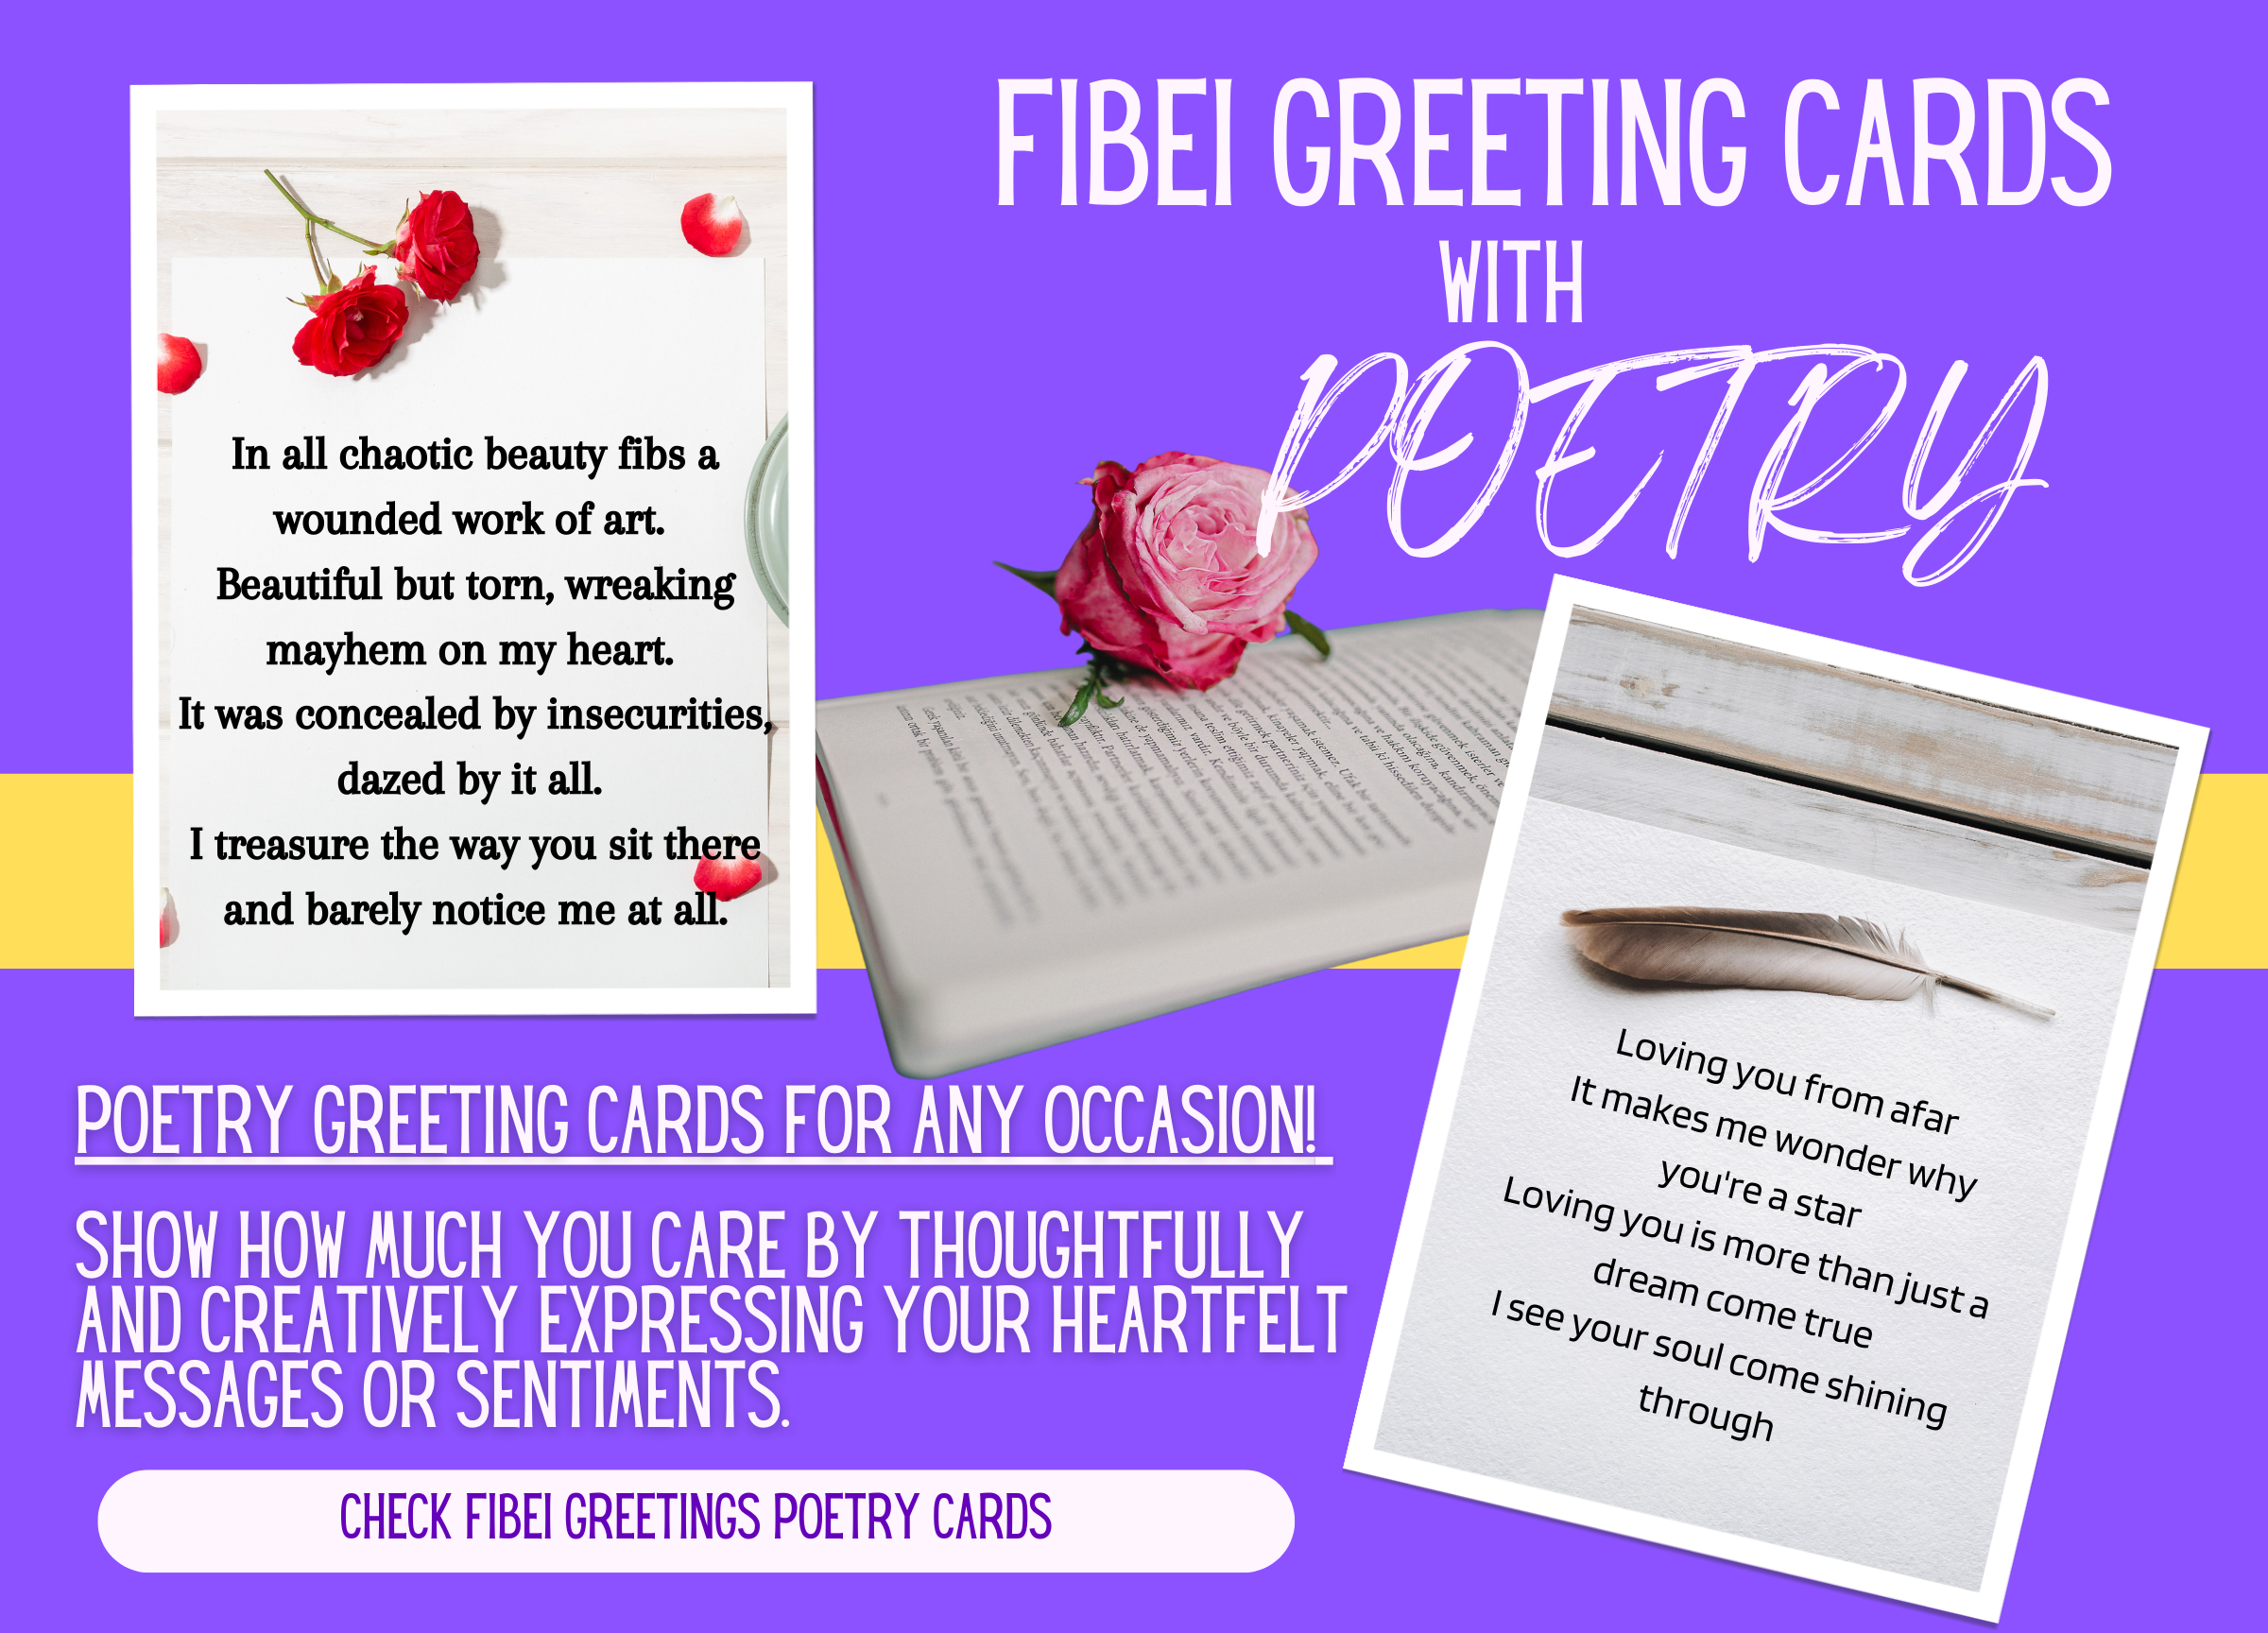 FIBEI GREETING CARDS
WITH
POETRY
In all chaotic beauty fibs a
wounded work of art.
Beautiful but torn, wreaking
mayhem on my heart.
It was concealed by insecurities,
dazed by it all.
I treasure the way you sit there
and barely notice me at all.
Loving you from afar
It makes me wonder why
you're a star
Loving you is more than just a
dream come true
I see your soul come shining
through
POETRY GREETING CARDS FOR ANY OCCASION!
SHOW HOW MUCH YOU CARE BY THOUGHTFULLY
AND CREATIVELY EXPRESSING YOUR HEARTFELT
MESSAGES OR SENTIMENTS.
CHECK FIBEI GREETINGS POETRY CARDS